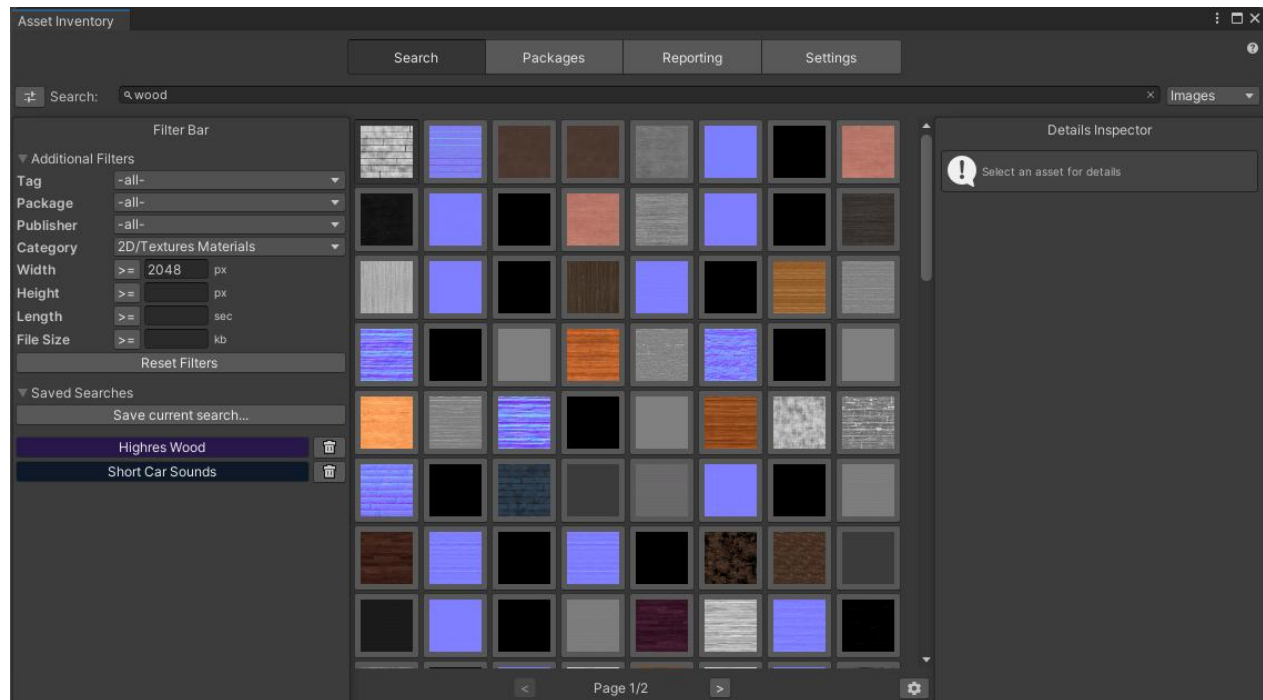 Asset Inventory
Search Packages Reporting Settings
Search: wood Images
Filter Bar
Additional Filters
Tag -all-
Package -all-
Publisher -all-
Category 2D/Textures Materials
Width >= 2048 px
Height >= px
Length >= sec
File Size >= kb
Reset Filters
Saved Searches
Save current search...
Highres Wood
Short Car Sounds
Details Inspector
Select an asset for details
< Page 1/2 >